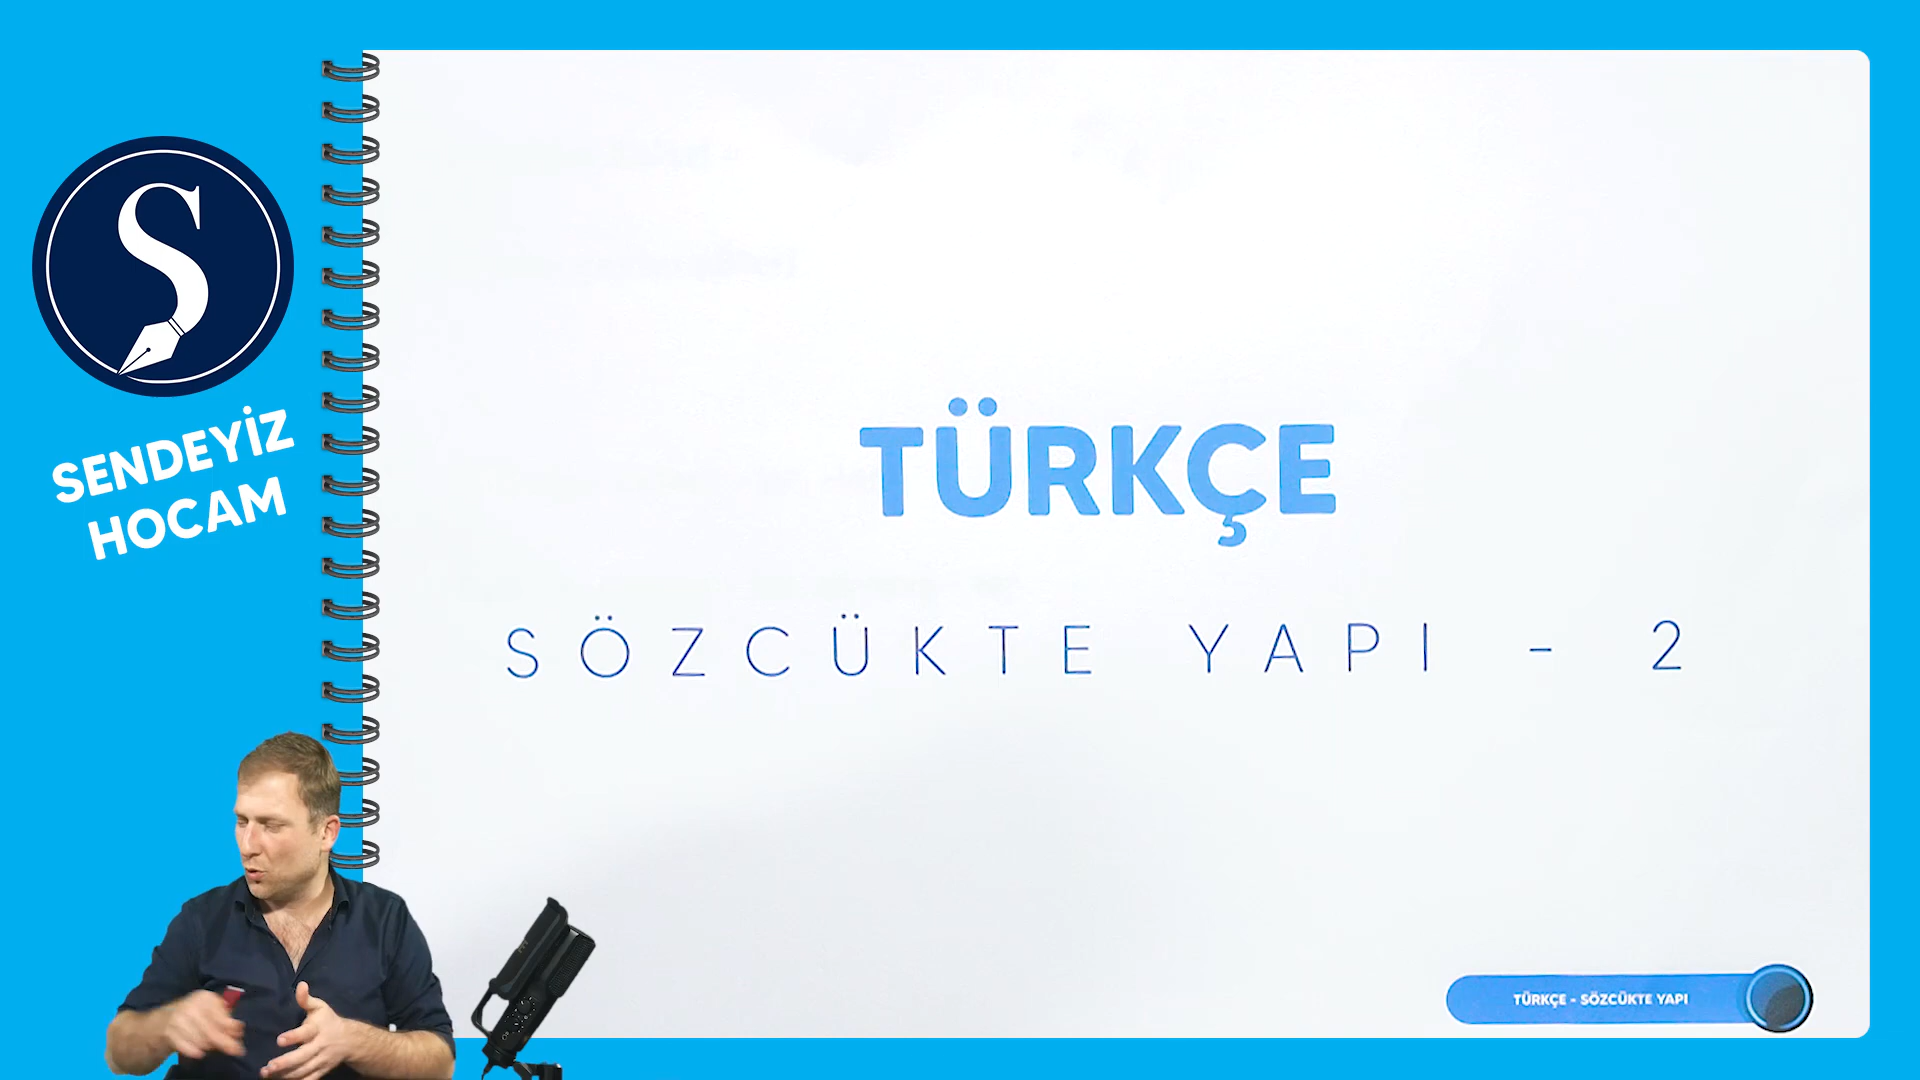 SENDEYİZ
HOCAM
TÜRKÇE
SÖZCÜKTE YAPI - 2
TÜRKÇE - SÖZCÜKTE YAPI